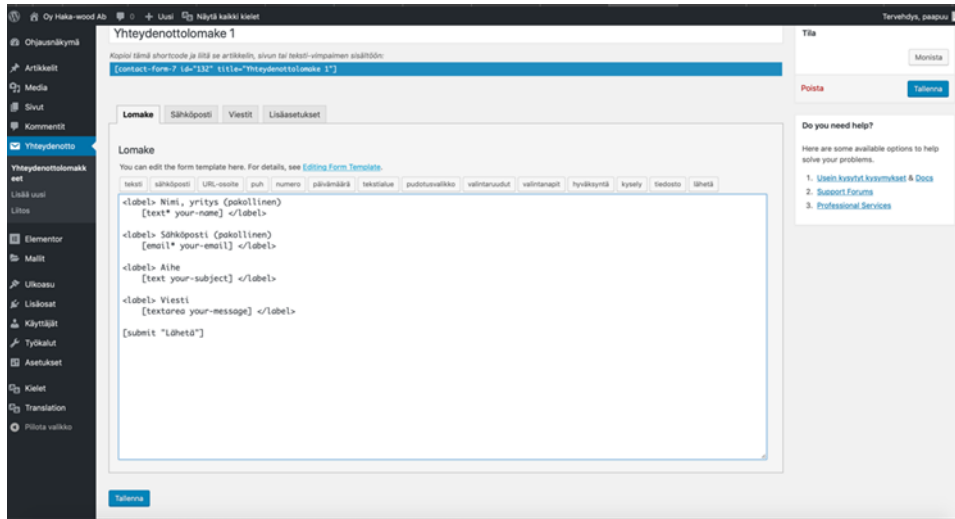 Oy Haka-wood Ab 0 + Uusi Näytä kaikki kielet Tervehdys, paapuu
Ohjausnäkymä
Artikkelit
Media
Sivut
Kommentit
Yhteydenotto
Yhteydenottolomakk
eet
Lisää uusi
Liitos
Elementor
Mallit
Ulkoasu
Lisäosat
Käyttäjät
Työkalut
Asetukset
Kielet
Translation
Piilota valikko
Yhteydenottolomake 1
Kopioi tämä shortcode ja liitä se artikkelin, sivun tai teksti-vimpaimen sisältöön:
[contact-form-7 id="132" title="Yhteydenottolomake 1"]
Lomake Sähköposti Viestit Lisäasetukset
Lomake
You can edit the form template here. For details, see Editing Form Template.
teksti sähköposti URL-osoite puh numero päivämäärä tekstialue pudotusvalikko valintaruudut valintanapit hyväksyntä kysely tiedosto lähetä
<label> Nimi, yritys (pakollinen)
[text* your-name] </label>
<label> Sähköposti (pakollinen)
[email* your-email] </label>
<label> Aihe
[text your-subject] </label>
<label> Viesti
[textarea your-message] </label>
[submit "Lähetä"]
Tallenna
Tila
Monista
Poista Tallenna
Do you need help?
Here are some available options to help
solve your problems.
1. Usein kysytyt kysymykset & Docs
2. Support Forums
3. Professional Services